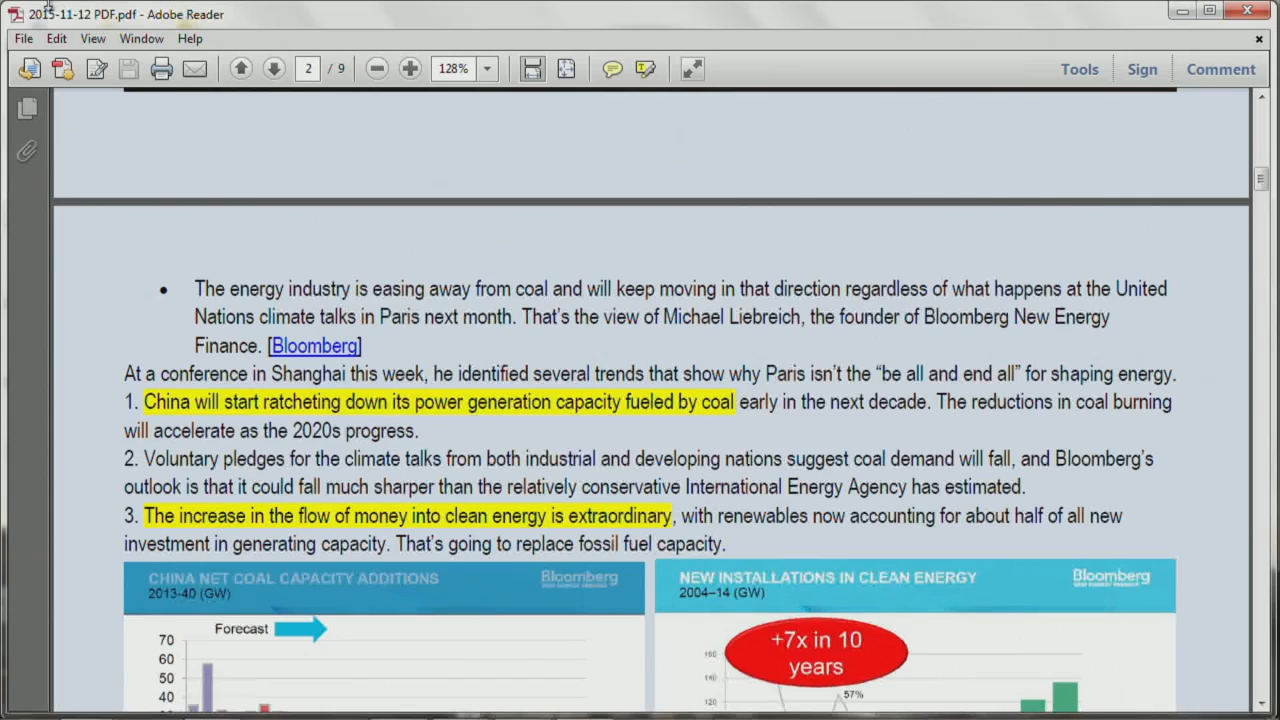 2015-11-12 PDF.pdf - Adobe Reader
File Edit View Window Help
2 / 9 128% Tools Sign Comment
• The energy industry is easing away from coal and will keep moving in that direction regardless of what happens at the United
Nations climate talks in Paris next month. That’s the view of Michael Liebreich, the founder of Bloomberg New Energy
Finance. [Bloomberg]
At a conference in Shanghai this week, he identified several trends that show why Paris isn’t the “be all and end all” for shaping energy.
1. China will start ratcheting down its power generation capacity fueled by coal early in the next decade. The reductions in coal burning
will accelerate as the 2020s progress.
2. Voluntary pledges for the climate talks from both industrial and developing nations suggest coal demand will fall, and Bloomberg’s
outlook is that it could fall much sharper than the relatively conservative International Energy Agency has estimated.
3. The increase in the flow of money into clean energy is extraordinary, with renewables now accounting for about half of all new
investment in generating capacity. That’s going to replace fossil fuel capacity.
CHINA NET COAL CAPACITY ADDITIONS
Bloomberg
2013-40 (GW)
Forecast
70
60
50
40
NEW INSTALLATIONS IN CLEAN ENERGY
Bloomberg
2004–14 (GW)
+7x in 10
years
160
140
57%
120